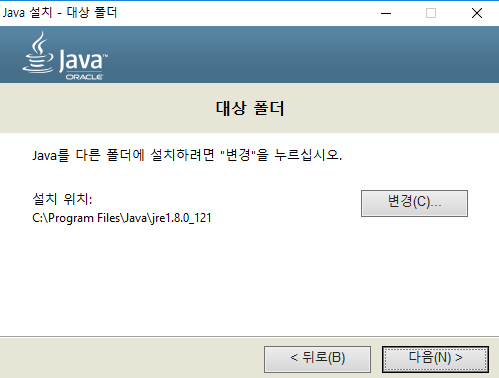 Java 설치 - 대상 폴더
Java™
ORACLE
대상 폴더
Java를 다른 폴더에 설치하려면 "변경"을 누르십시오.
설치 위치:
변경(C)...
C:\Program Files\Java\jre1.8.0_121
< 뒤로(B)
다음(N) >